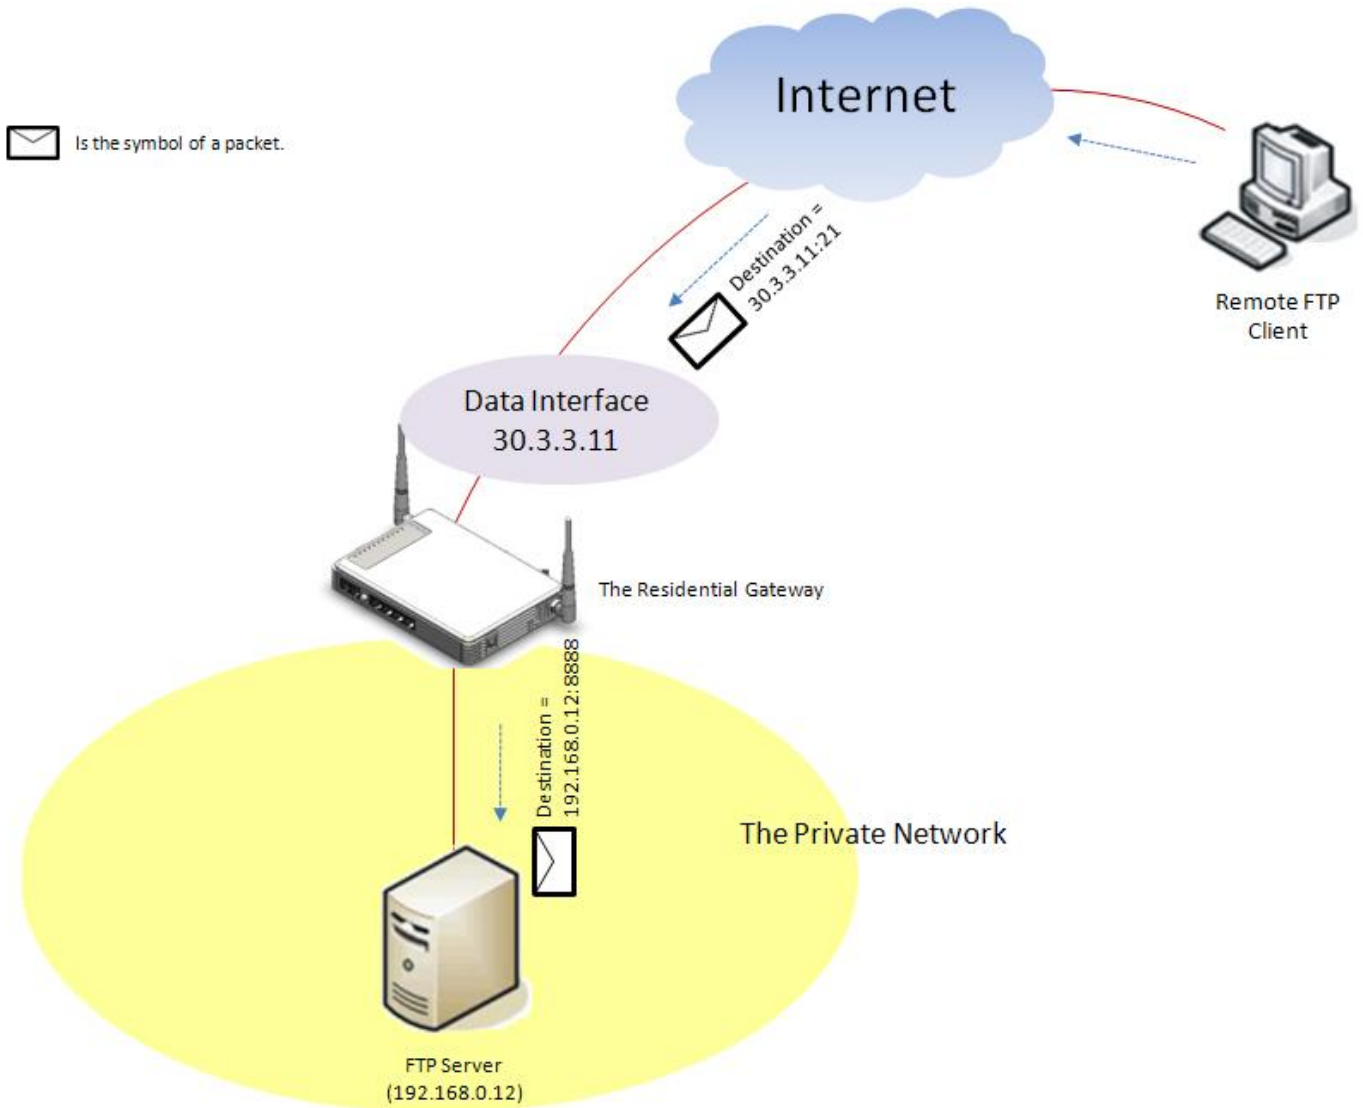 Internet
Is the symbol of a packet.
Destination =
30.3.3.11:21
Remote FTP
Client
Data Interface
30.3.3.11
The Residential Gateway
Destination =
192.168.0.12:8888
The Private Network
FTP Server
(192.168.0.12)